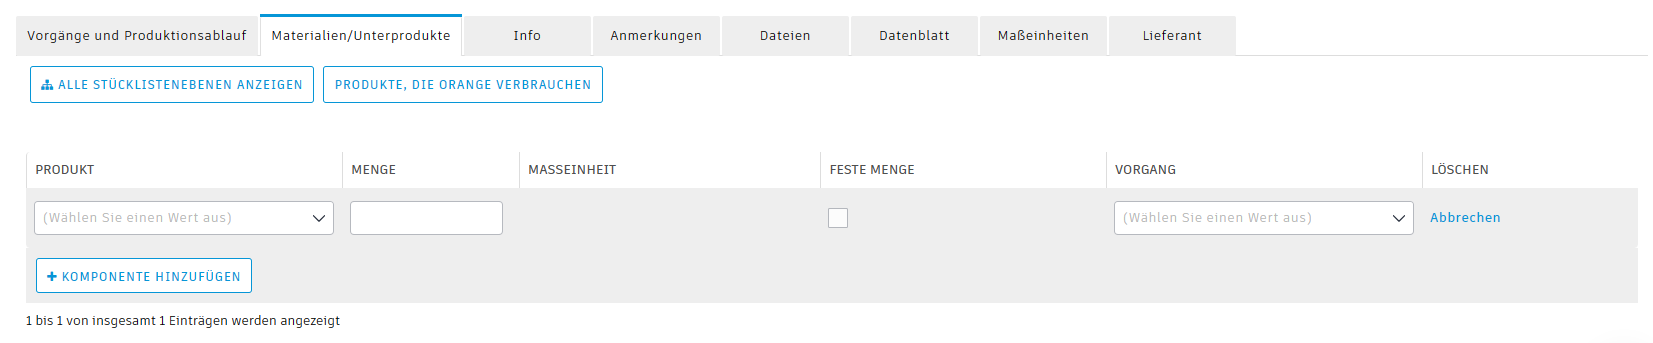 Vorgänge und Produktionsablauf Materialien/Unterprodukte Info Anmerkungen Dateien Datenblatt Maßeinheiten Lieferant
ALLE STÜCKLISTENEBENEN ANZEIGEN PRODUKTE, DIE ORANGE VERBRAUCHEN
PRODUKT MENGE MASSEINHEIT FESTE MENGE VORGANG LÖSCHEN
(Wählen Sie einen Wert aus) (Wählen Sie einen Wert aus) Abbrechen
KOMPONENTE HINZUFÜGEN
1 bis 1 von insgesamt 1 Einträgen werden angezeigt